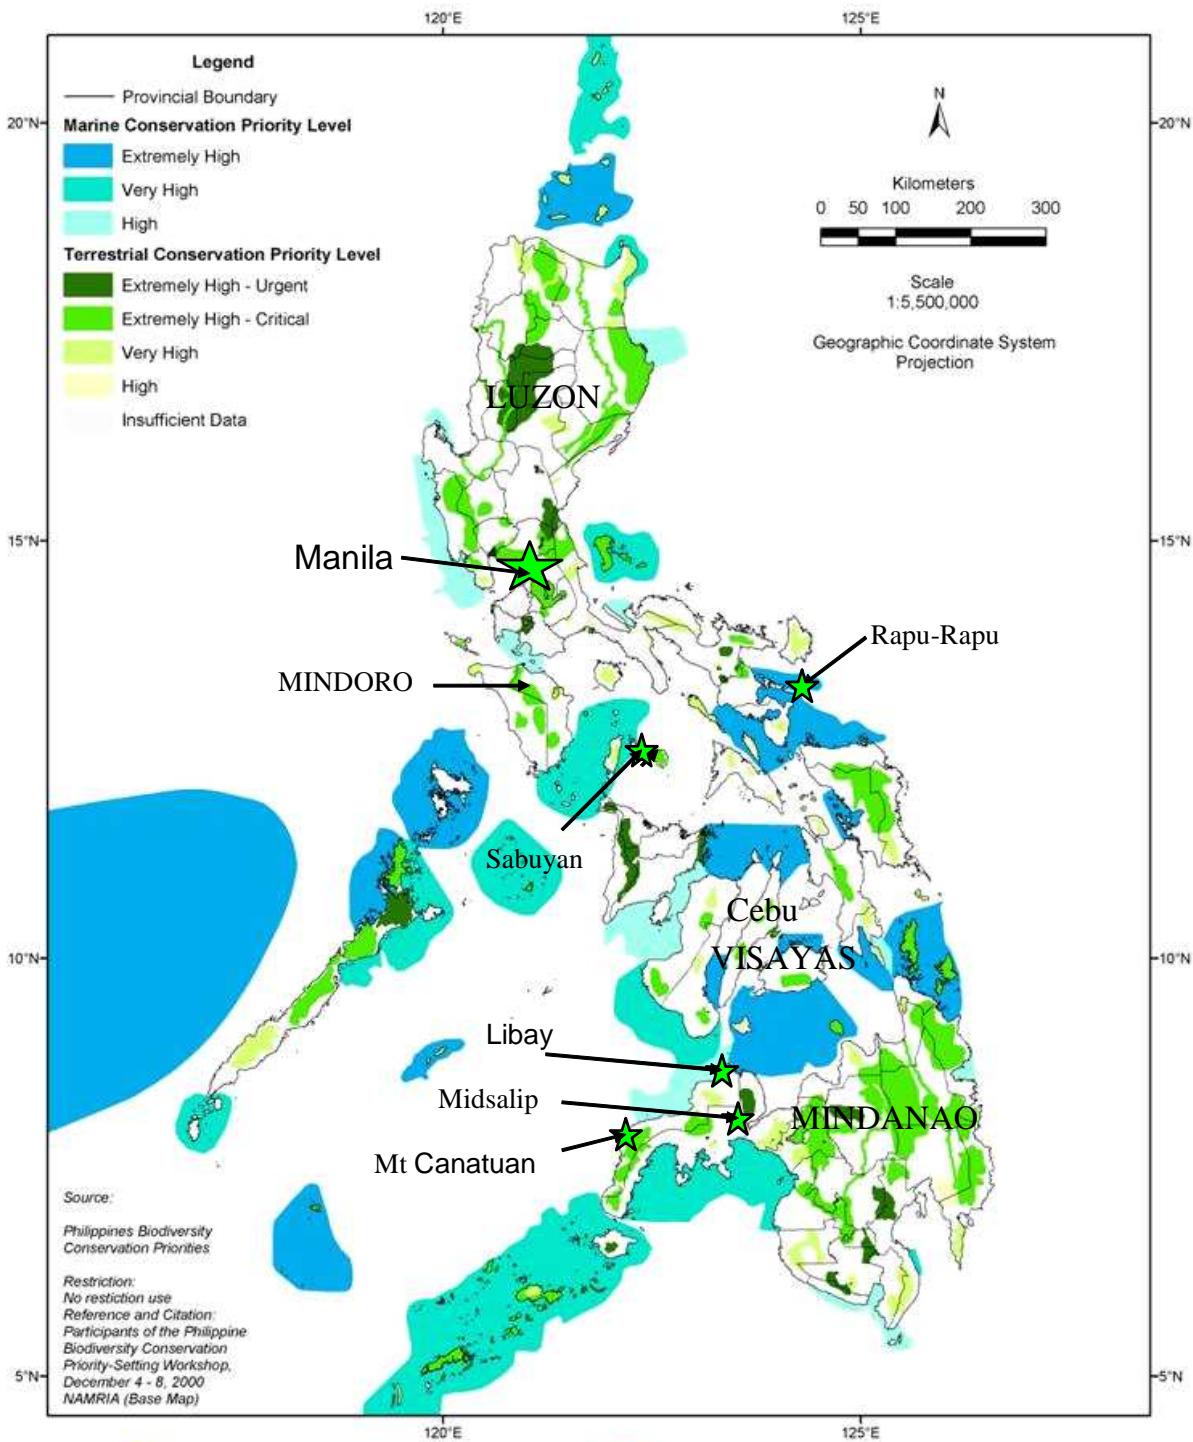 120°E 125°E
Legend
Provincial Boundary
Marine Conservation Priority Level
Extremely High
Very High
High
Terrestrial Conservation Priority Level
Extremely High - Urgent
Extremely High - Critical
Very High
High
Insufficient Data
20°N 20°N
N
Kilometers
0 50 100 200 300
Scale
1:5,500,000
Geographic Coordinate System
Projection
LUZON
15°N 15°N
Manila
Rapu-Rapu
MINDORO
Sabuyan
Cebu
VISAYAS
10°N 10°N
Libay
Midsalip
MINDANAO
Mt Canatuan
Source:
Philippines Biodiversity
Conservation Priorities
Restriction:
No restiction use
Reference and Citation:
Participants of the Philippine
Biodiversity Conservation
Priority-Setting Workshop,
December 4 - 8, 2000
NAMRIA (Base Map)
5°N 5°N
120°E 125°E